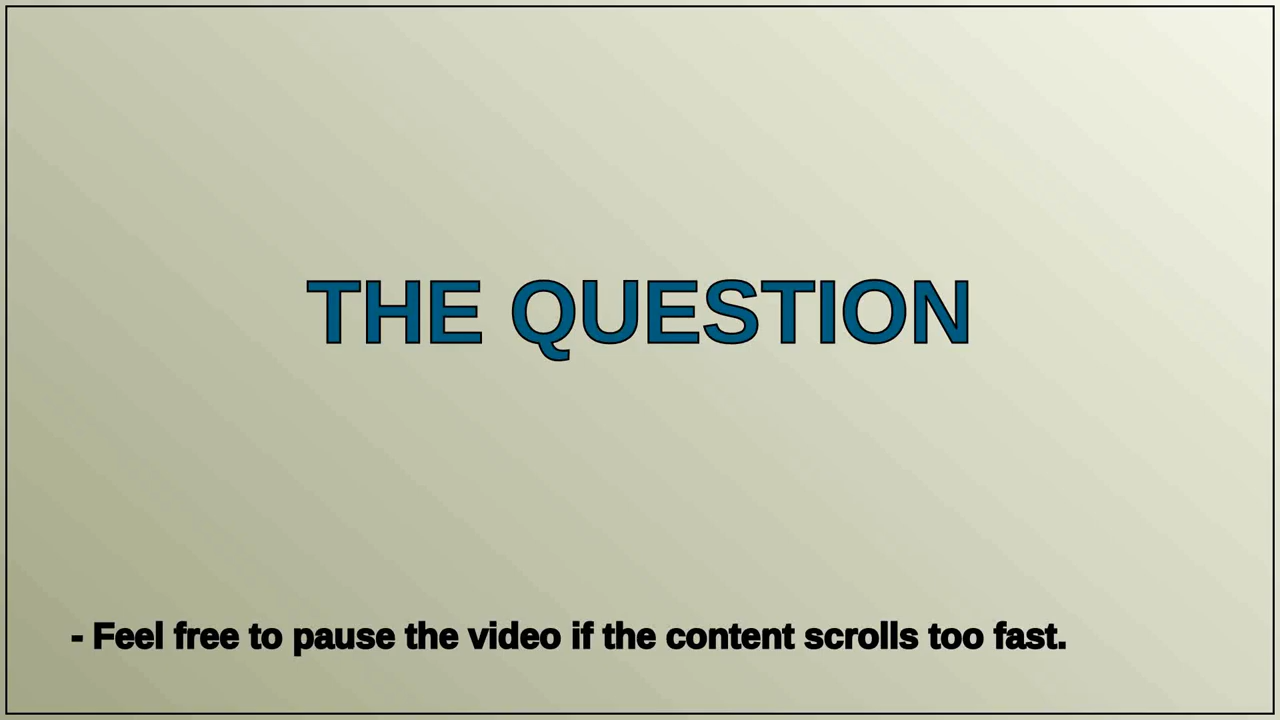 THE QUESTION
- Feel free to pause the video if the content scrolls too fast.